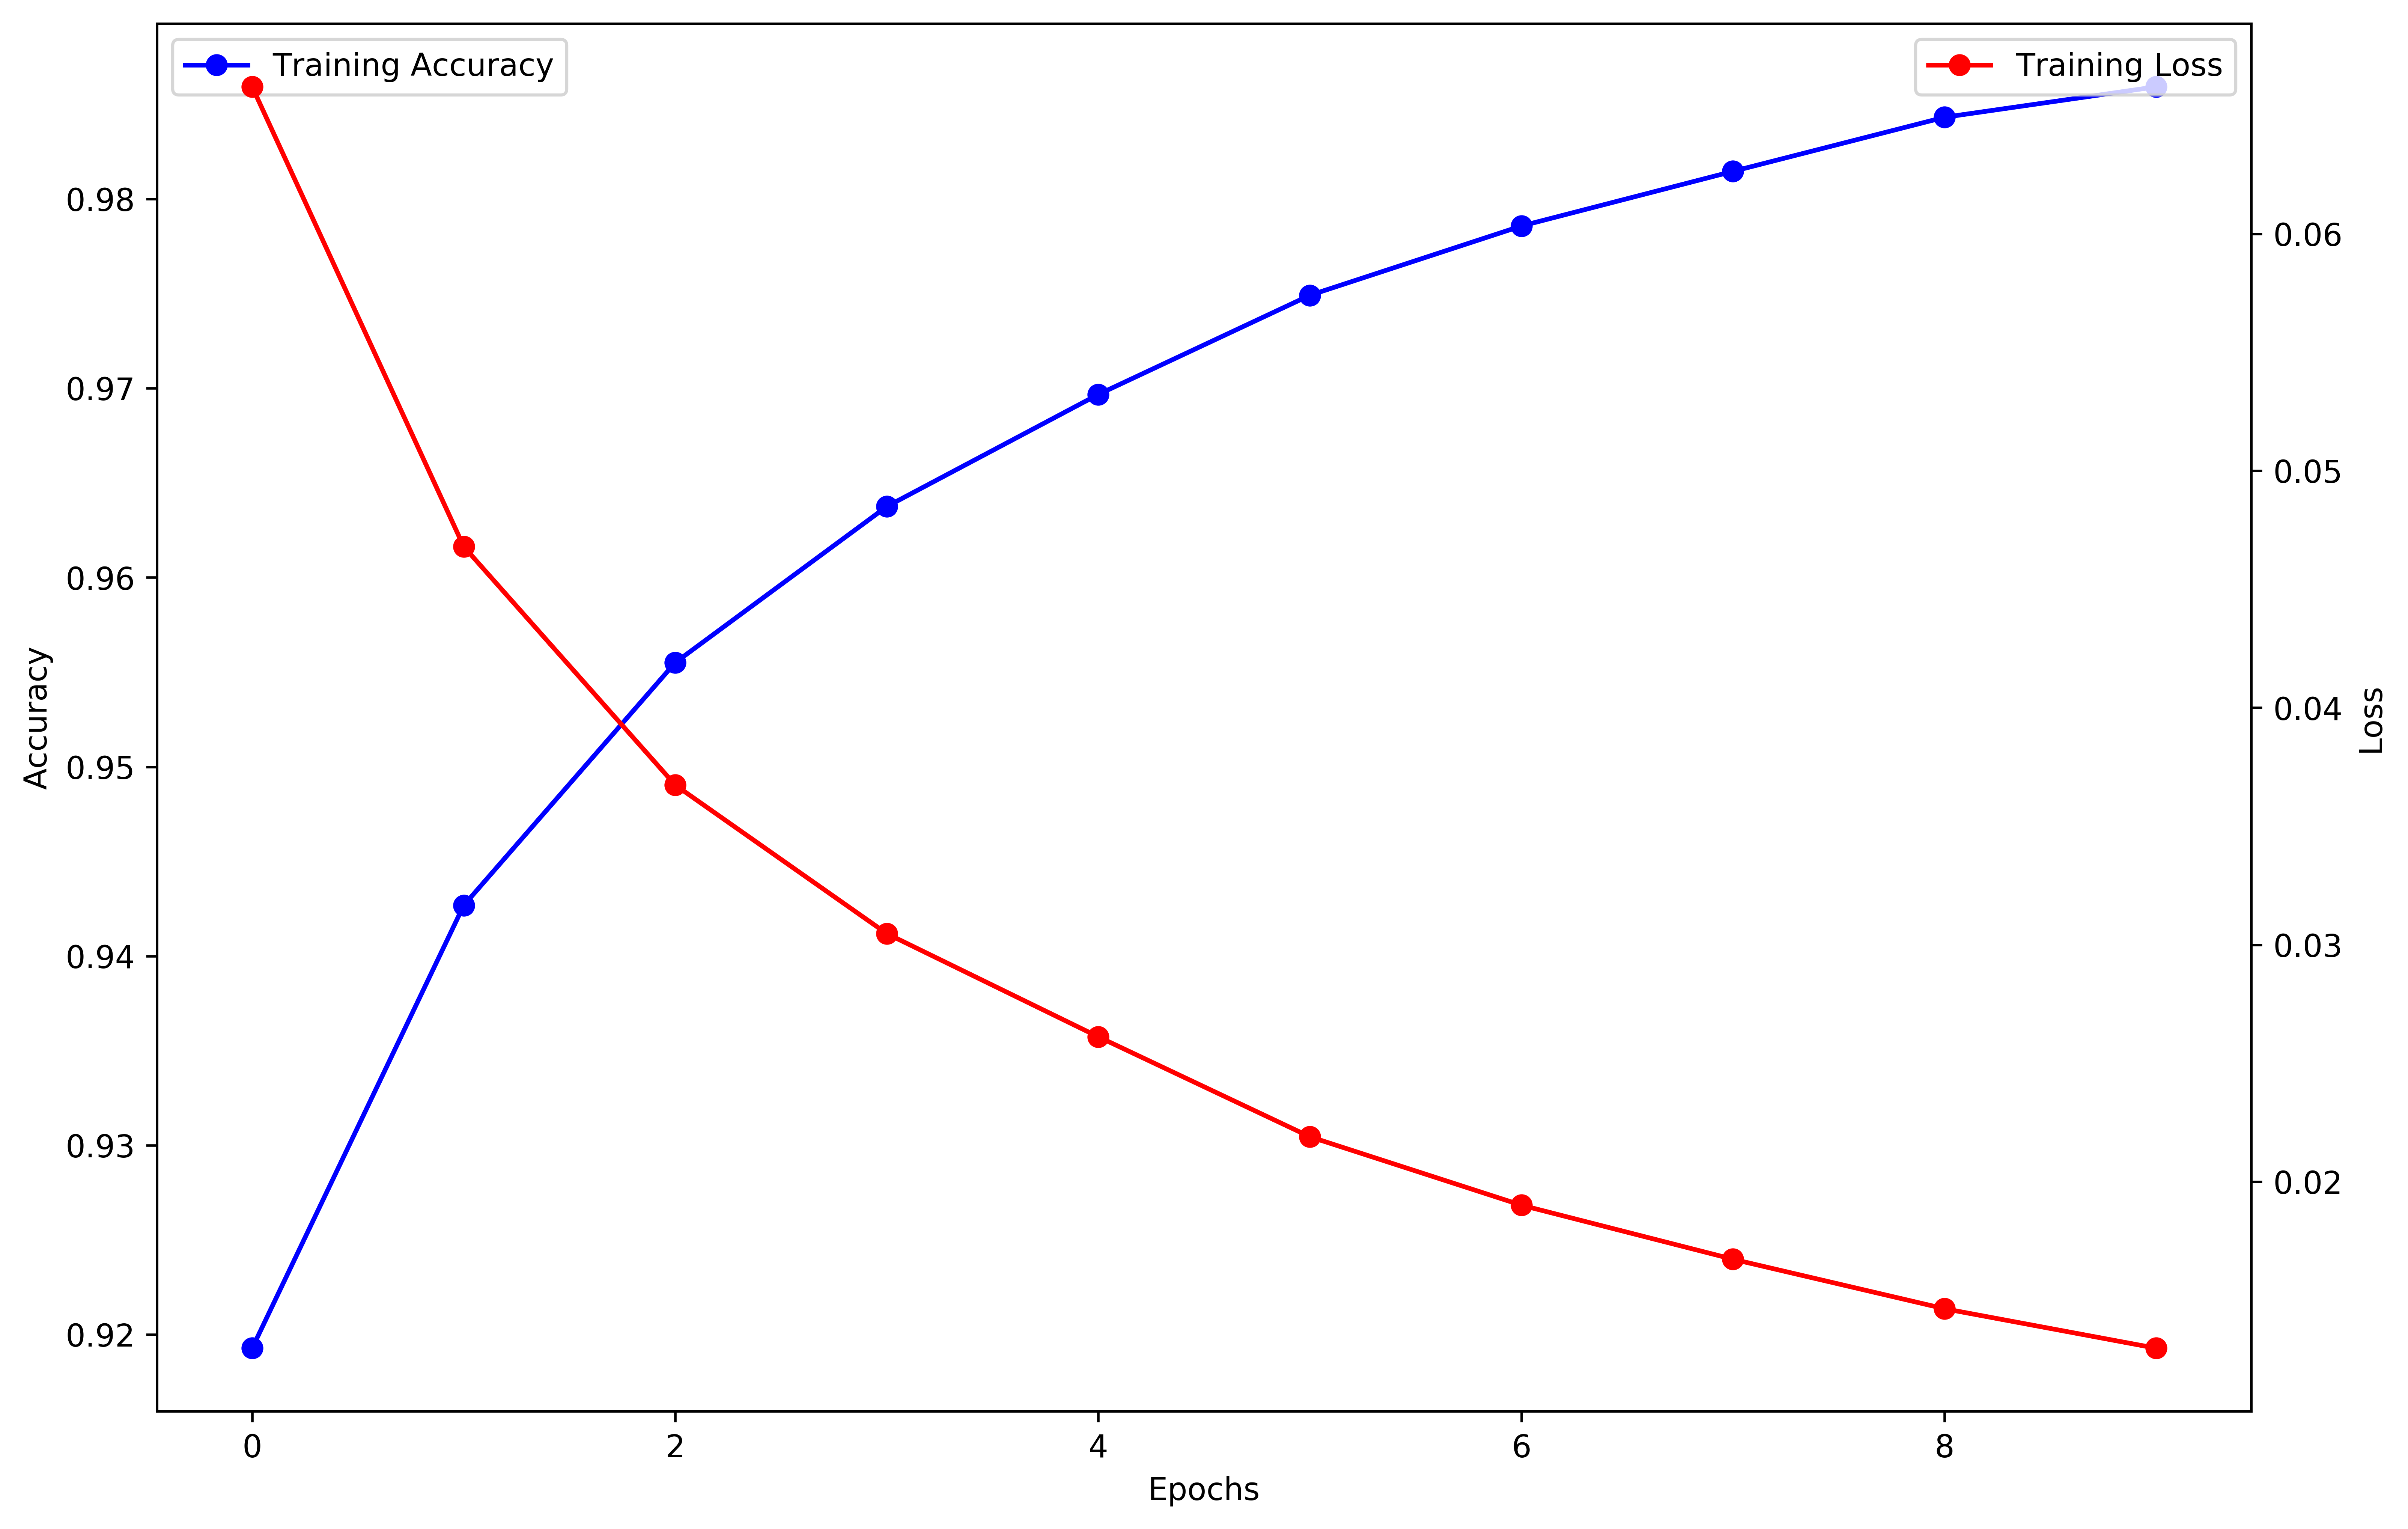 Training Accuracy
Training Loss
0.98
0.97
0.96
0.95
0.94
0.93
0.92
Accuracy
0.06
0.05
0.04
0.03
0.02
Loss
0 2 4 6 8
Epochs